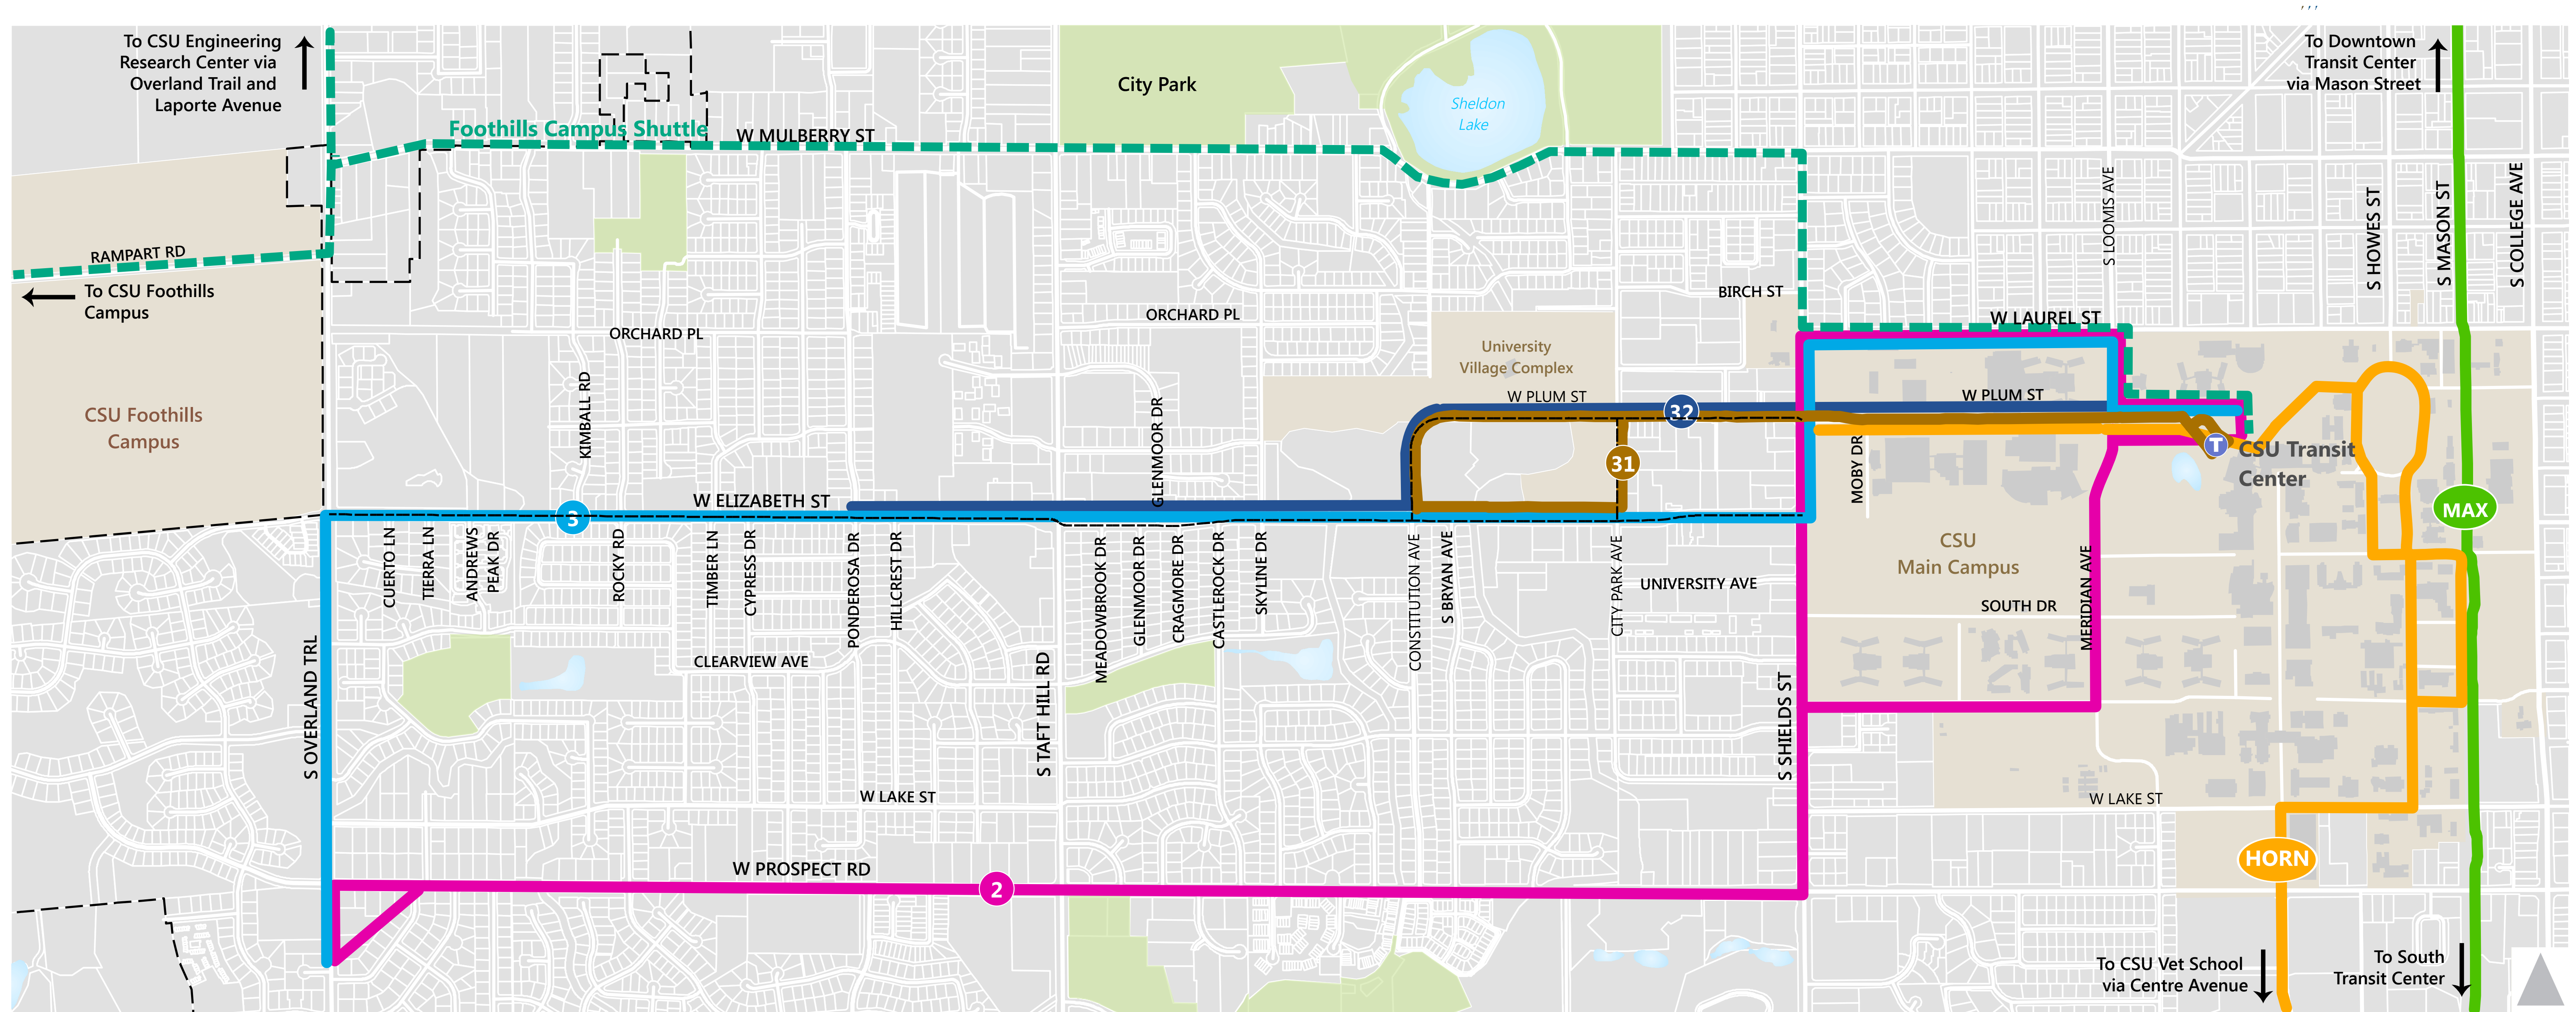 To CSU Engineering
Research Center via
Overland Trail and
Laporte Avenue
City Park
Sheldon
Lake
To Downtown
Transit Center
via Mason Street
Foothills Campus Shuttle
W MULBERRY ST
RAMPART RD
To CSU Foothills
Campus
S LOOMIS AVE
S HOWES ST
S MASON ST
S COLLEGE AVE
BIRCH ST
ORCHARD PL
ORCHARD PL
W LAUREL ST
University
Village Complex
CSU Foothills
Campus
KIMBALL RD
GLENMOOR DR
W PLUM ST
32
W PLUM ST
31
MOBY DR
T
CSU Transit
Center
W ELIZABETH ST
3
MAX
CUERTO LN
TIERRA LN
ANDREWS
PEAK DR
ROCKY RD
TIMBER LN
CYPRESS DR
PONDEROSA DR
HILLCREST DR
MEADOWBROOK DR
GLENMOOR DR
CRAGMORE DR
CASTLEROCK DR
SKYLINE DR
CONSTITUTION AVE
S BRYAN AVE
CITY PARK AVE
UNIVERSITY AVE
CSU
Main Campus
SOUTH DR
MERIDIAN AVE
CLEARVIEW AVE
S OVERLAND TRL
S TAFT HILL RD
S SHIELDS ST
W LAKE ST
W LAKE ST
W PROSPECT RD
2
HORN
To CSU Vet School
via Centre Avenue
To South
Transit Center